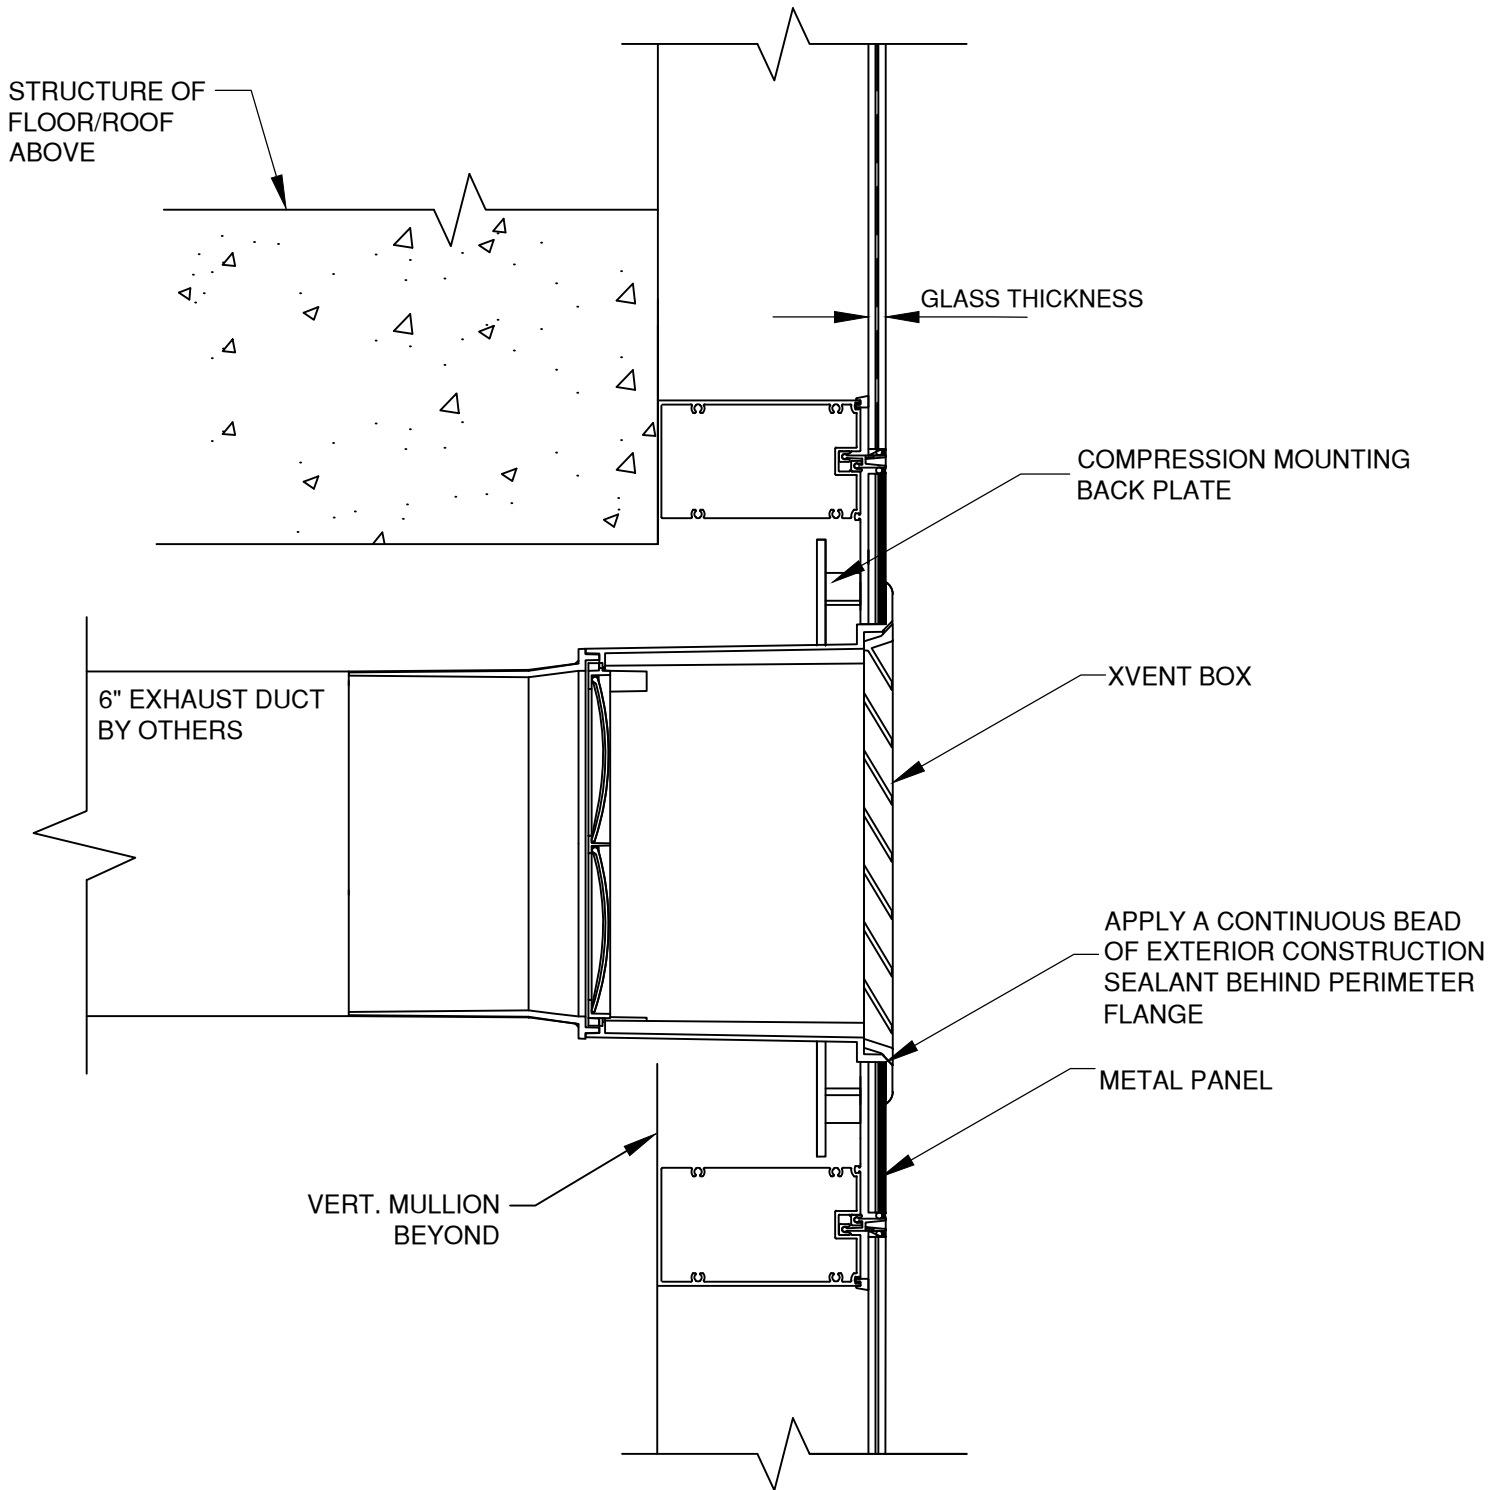 STRUCTURE OF
FLOOR/ROOF
ABOVE
GLASS THICKNESS
COMPRESSION MOUNTING
BACK PLATE
XVENT BOX
6" EXHAUST DUCT
BY OTHERS
APPLY A CONTINUOUS BEAD
OF EXTERIOR CONSTRUCTION
SEALANT BEHIND PERIMETER
FLANGE
METAL PANEL
VERT. MULLION
BEYOND